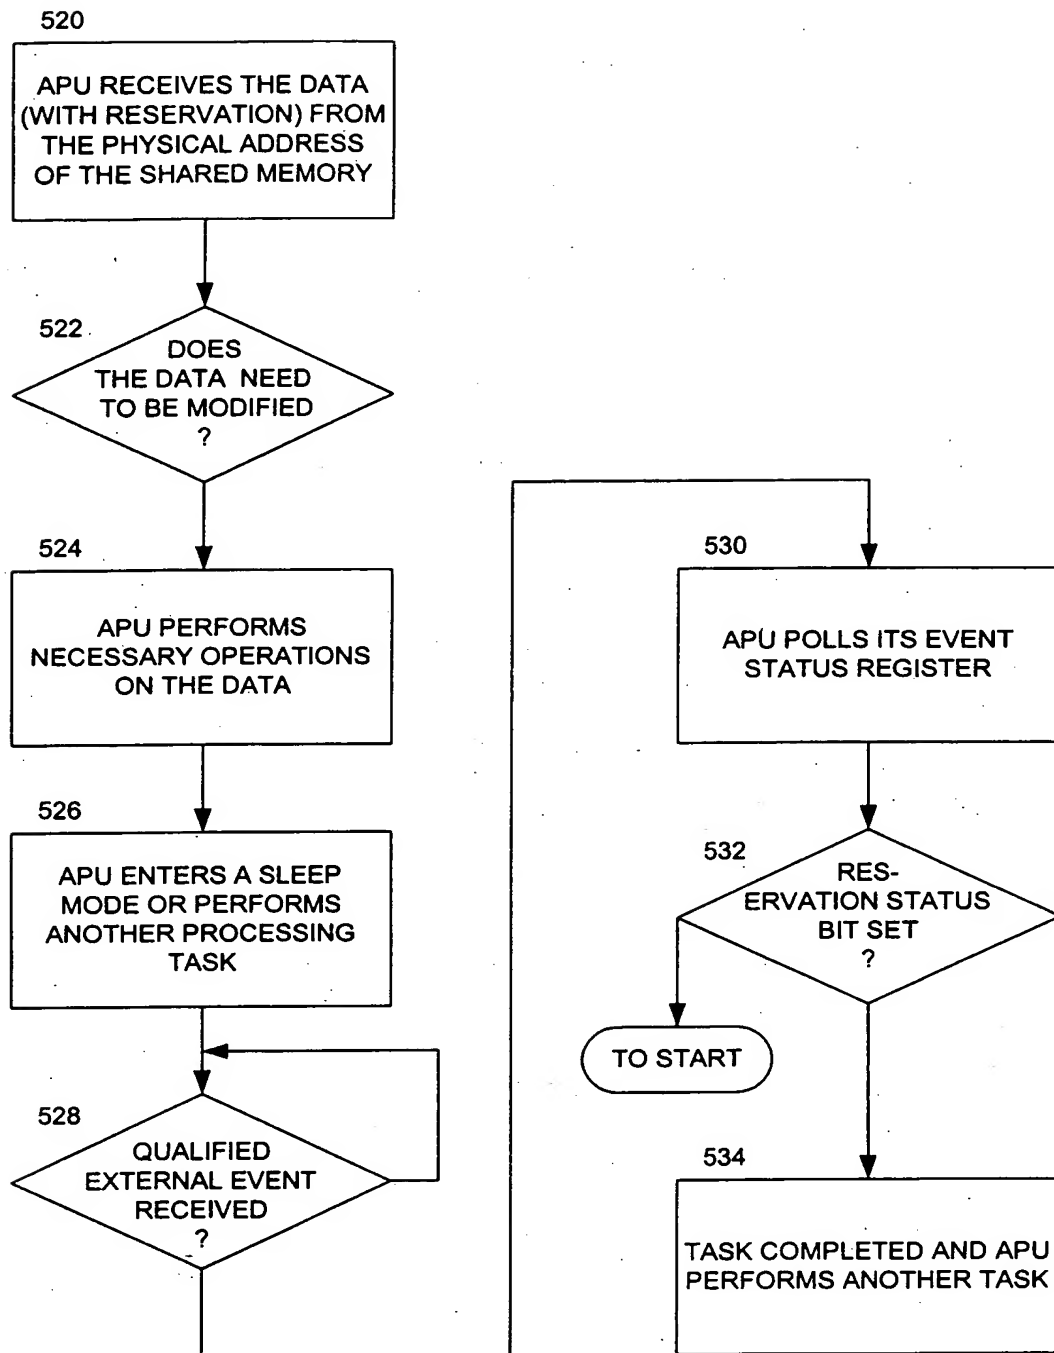 520
APU RECEIVES THE DATA
(WITH RESERVATION) FROM
THE PHYSICAL ADDRESS
OF THE SHARED MEMORY
522
DOES
THE DATA NEED
TO BE MODIFIED
?
524
APU PERFORMS
NECESSARY OPERATIONS
ON THE DATA
526
APU ENTERS A SLEEP
MODE OR PERFORMS
ANOTHER PROCESSING
TASK
528
QUALIFIED
EXTERNAL EVENT
RECEIVED
?
530
APU POLLS ITS EVENT
STATUS REGISTER
532
RES-
ERVATION STATUS
BIT SET
?
TO START
534
TASK COMPLETED AND APU
PERFORMS ANOTHER TASK